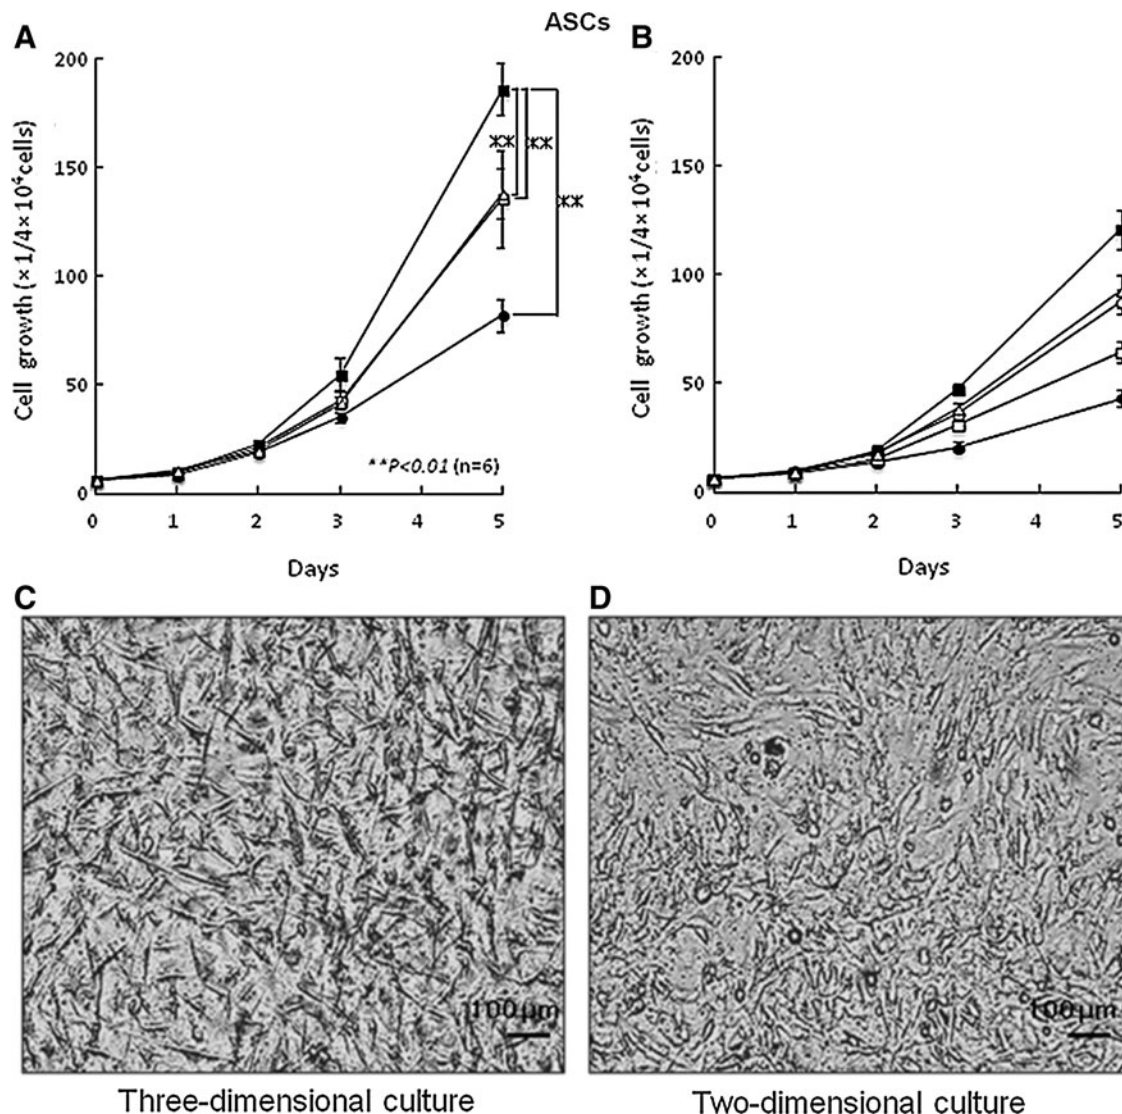 ASCs
A
B
Cell growth (×1/4×10⁴cells)
200
150
100
50
0
0 1 2 3 4 5
Days
** **
**
**P<0.01 (n=6)
Cell growth (×1/4×10⁴cells)
200
150
100
50
0
0 1 2 3 4 5
Days
C
D
100μm
100μm
Three-dimensional culture
Two-dimensional culture